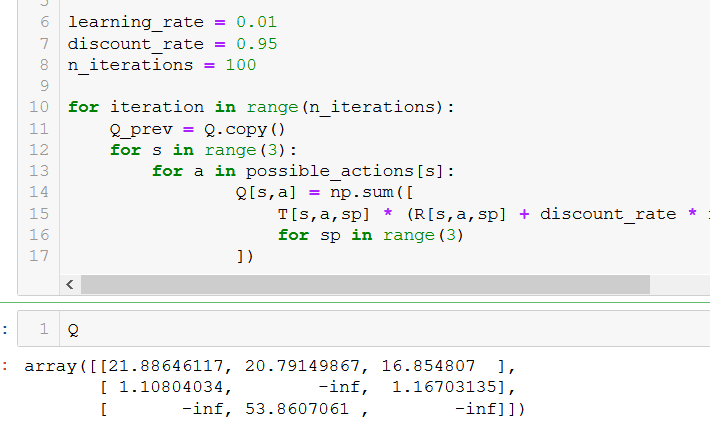 6 learning_rate = 0.01
7 discount_rate = 0.95
8 n_iterations = 100
9
10 for iteration in range(n_iterations):
11     Q_prev = Q.copy()
12     for s in range(3):
13         for a in possible_actions[s]:
14                 Q[s,a] = np.sum([
15                     T[s,a,sp] * (R[s,a,sp] + discount_rate *
16                     for sp in range(3)
17                 ])
: 1 Q
: array([[21.88646117, 20.79149867, 16.854807  ],
       [ 1.10804034,        -inf,  1.16703135],
       [       -inf, 53.8607061 ,        -inf]])